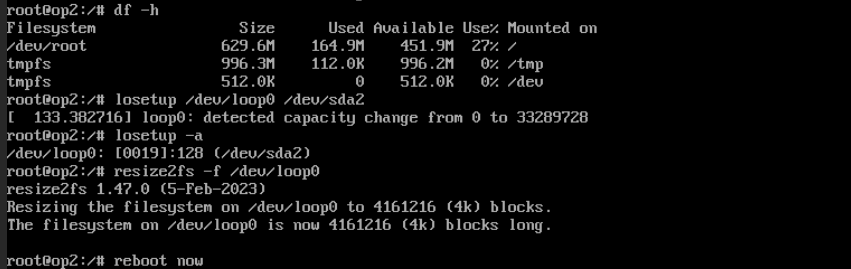 root@op2:/# df -h
Filesystem                Size      Used Available Use% Mounted on
/dev/root               629.6M    164.9M    451.9M  27% /
tmpfs                   996.3M    112.0K    996.2M   0% /tmp
tmpfs                   512.0K         0    512.0K   0% /dev
root@op2:/# losetup /dev/loop0 /dev/sda2
[  133.382716] loop0: detected capacity change from 0 to 33289728
root@op2:/# losetup -a
/dev/loop0: [0019]:128 (/dev/sda2)
root@op2:/# resize2fs -f /dev/loop0
resize2fs 1.47.0 (5-Feb-2023)
Resizing the filesystem on /dev/loop0 to 4161216 (4k) blocks.
The filesystem on /dev/loop0 is now 4161216 (4k) blocks long.
root@op2:/# reboot now